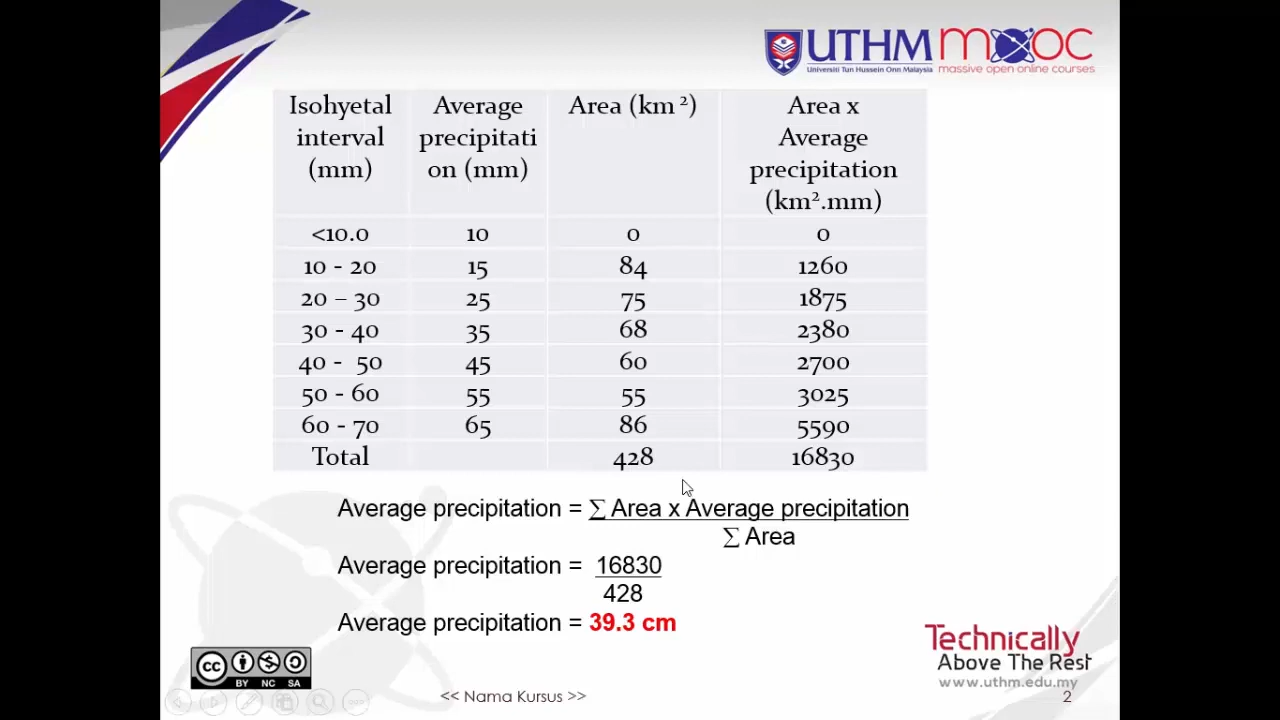 UTHM mooc
Universiti Tun Hussein Onn Malaysia massive open online courses
Isohyetal interval (mm) Average precipitati on (mm) Area (km²) Area x Average precipitation (km².mm)
<10.0 10 0 0
10 - 20 15 84 1260
20 – 30 25 75 1875
30 - 40 35 68 2380
40 - 50 45 60 2700
50 - 60 55 55 3025
60 - 70 65 86 5590
Total 428 16830
Average precipitation = ∑ Area x Average precipitation
∑ Area
Average precipitation = 16830
428
Average precipitation = 39.3 cm
Technically
Above The Rest
www.uthm.edu.my
cc BY NC SA
<< Nama Kursus >> 2